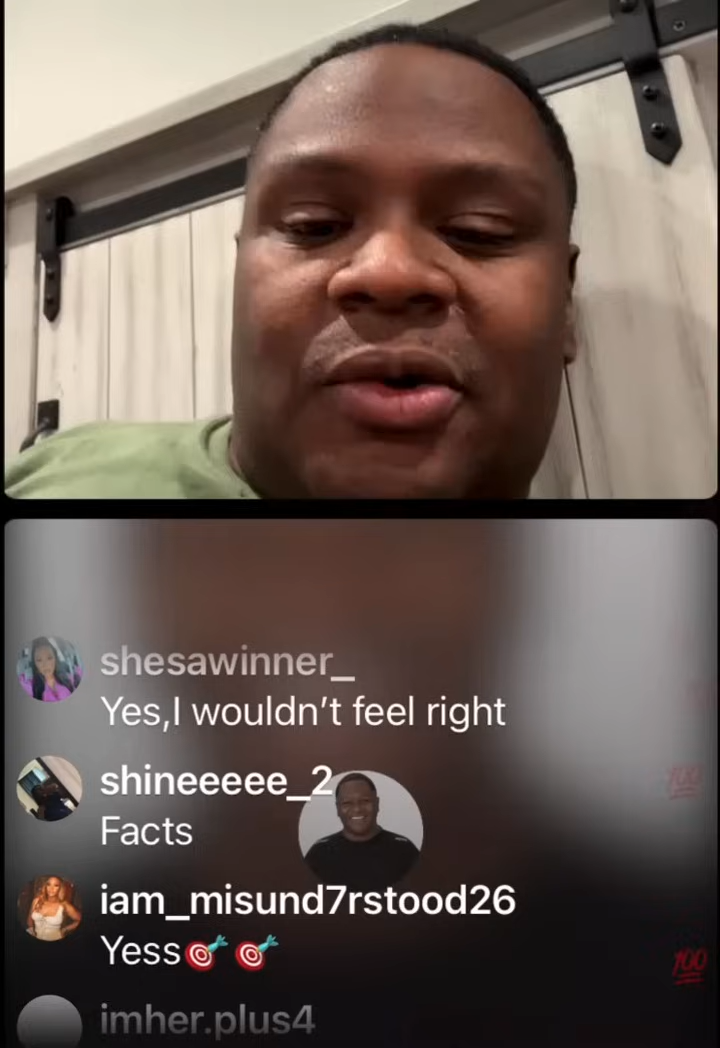 shesawinner_
Yes,I wouldn't feel right
shineeeee_2
Facts
iam_misund7rstood26
Yess🎯 🎯
💯
💯
imher.plus4